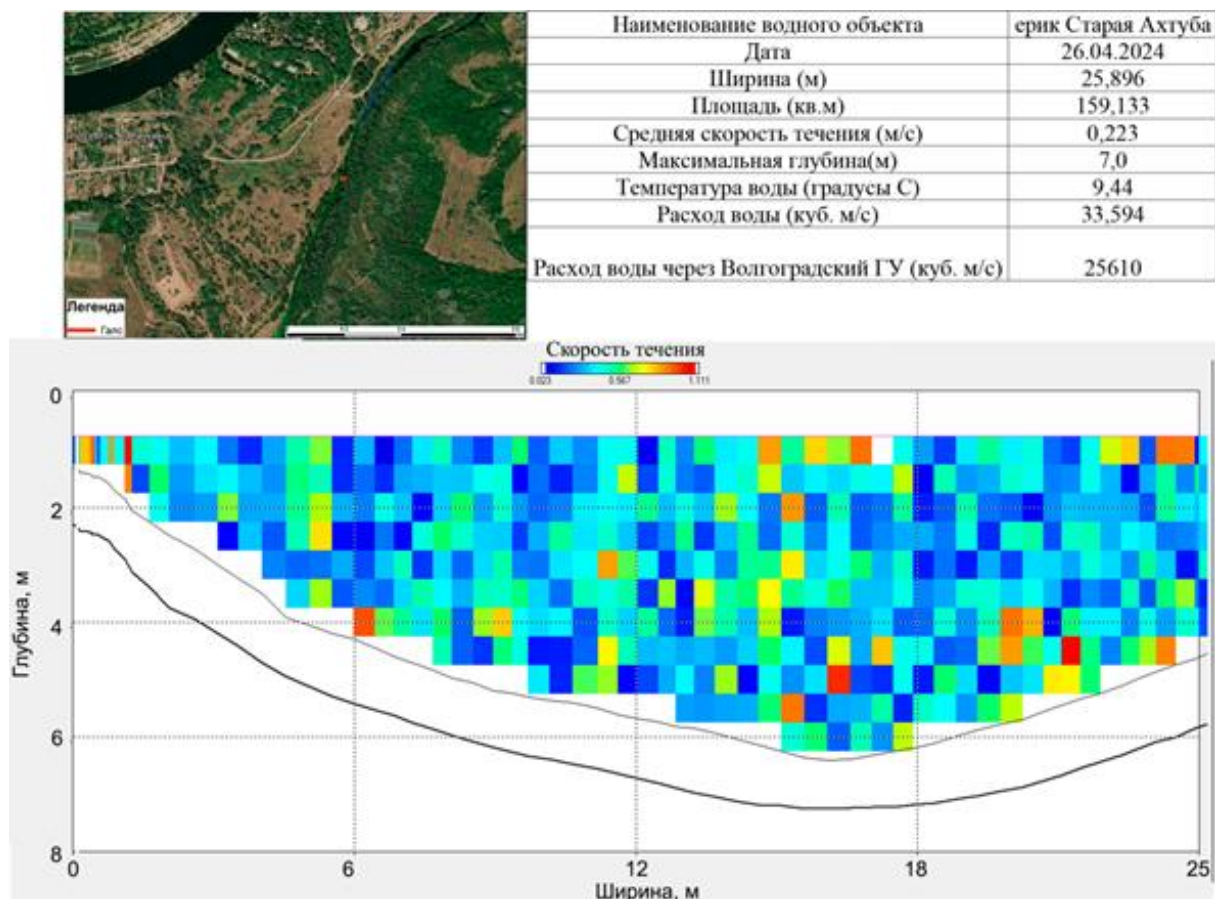 Наименование водного объекта ерик Старая Ахтуба
Дата 26.04.2024
Ширина (м) 25,896
Площадь (кв.м) 159,133
Средняя скорость течения (м/с) 0,223
Максимальная глубина(м) 7,0
Температура воды (градусы С) 9,44
Расход воды (куб. м/с) 33,594
Расход воды через Волгоградский ГУ (куб. м/с) 25610
Легенда
Галс
Скорость течения
0.023 0.567 1.111
Глубина, м
0
2
4
6
8
0 6 12 18 25
Ширина, м